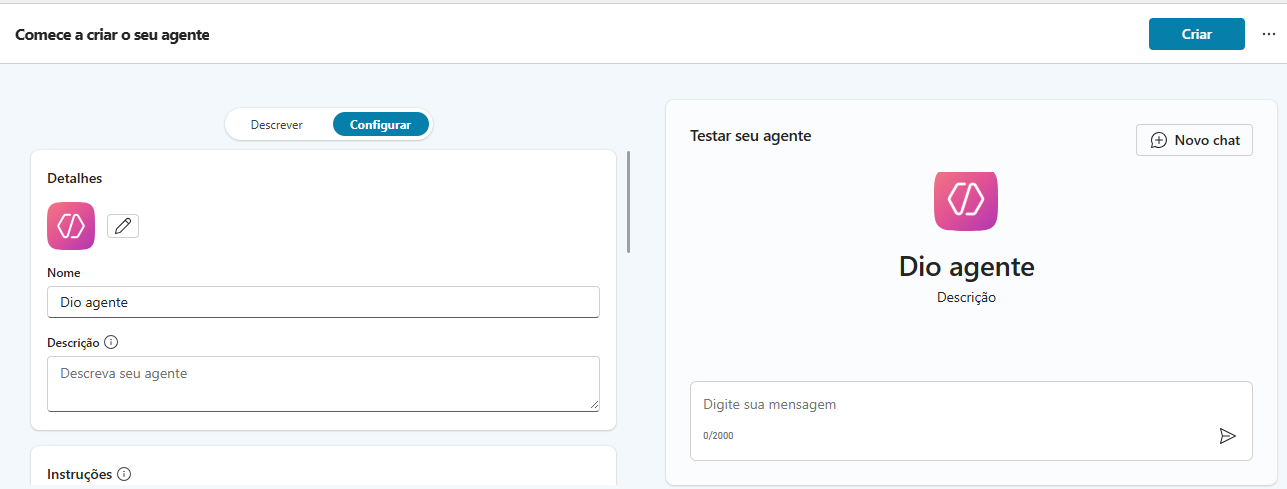 Comece a criar o seu agente
Criar
Descrever
Configurar
Detalhes
Nome
Dio agente
Descrição
Descreva seu agente
Instruções
Testar seu agente
Novo chat
Dio agente
Descrição
Digite sua mensagem
0/2000